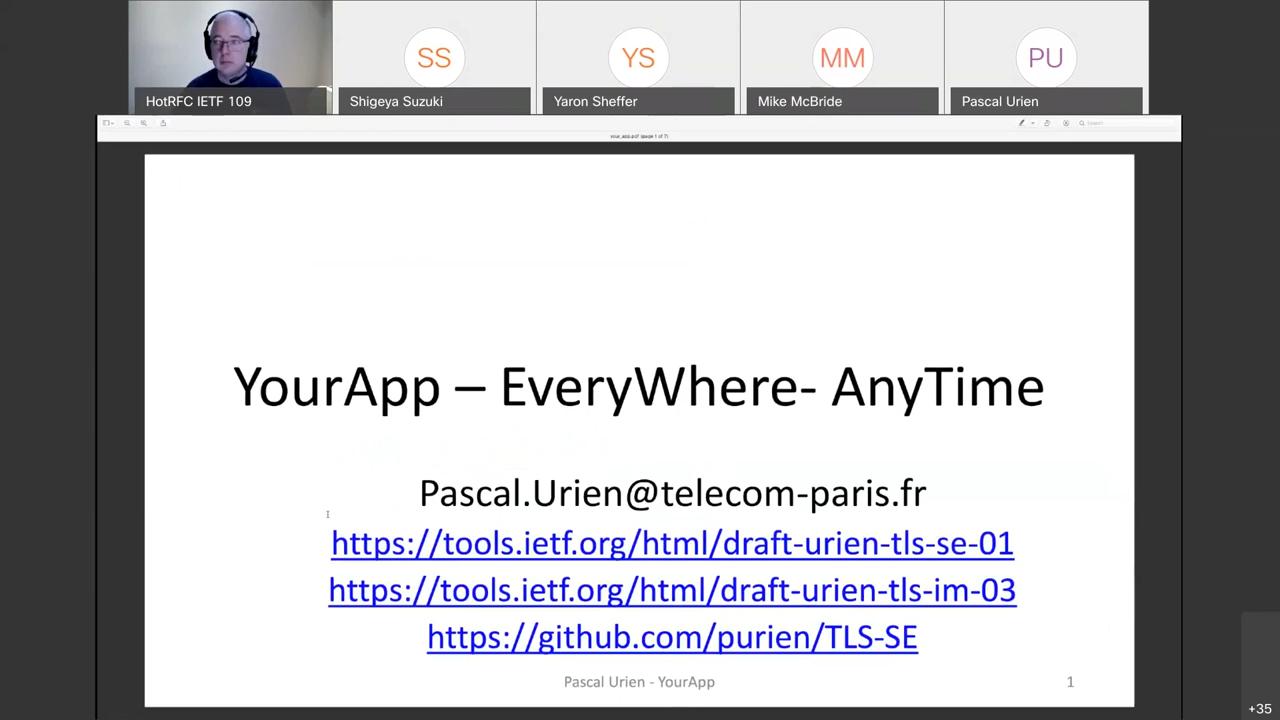 SS
YS
MM
PU
HotRFC IETF 109
Shigeya Suzuki
Yaron Sheffer
Mike McBride
Pascal Urien
your_app.pdf (page 1 of 7)
Search
YourApp – EveryWhere- AnyTime
Pascal.Urien@telecom-paris.fr
https://tools.ietf.org/html/draft-urien-tls-se-01
https://tools.ietf.org/html/draft-urien-tls-im-03
https://github.com/purien/TLS-SE
Pascal Urien - YourApp
1
+35